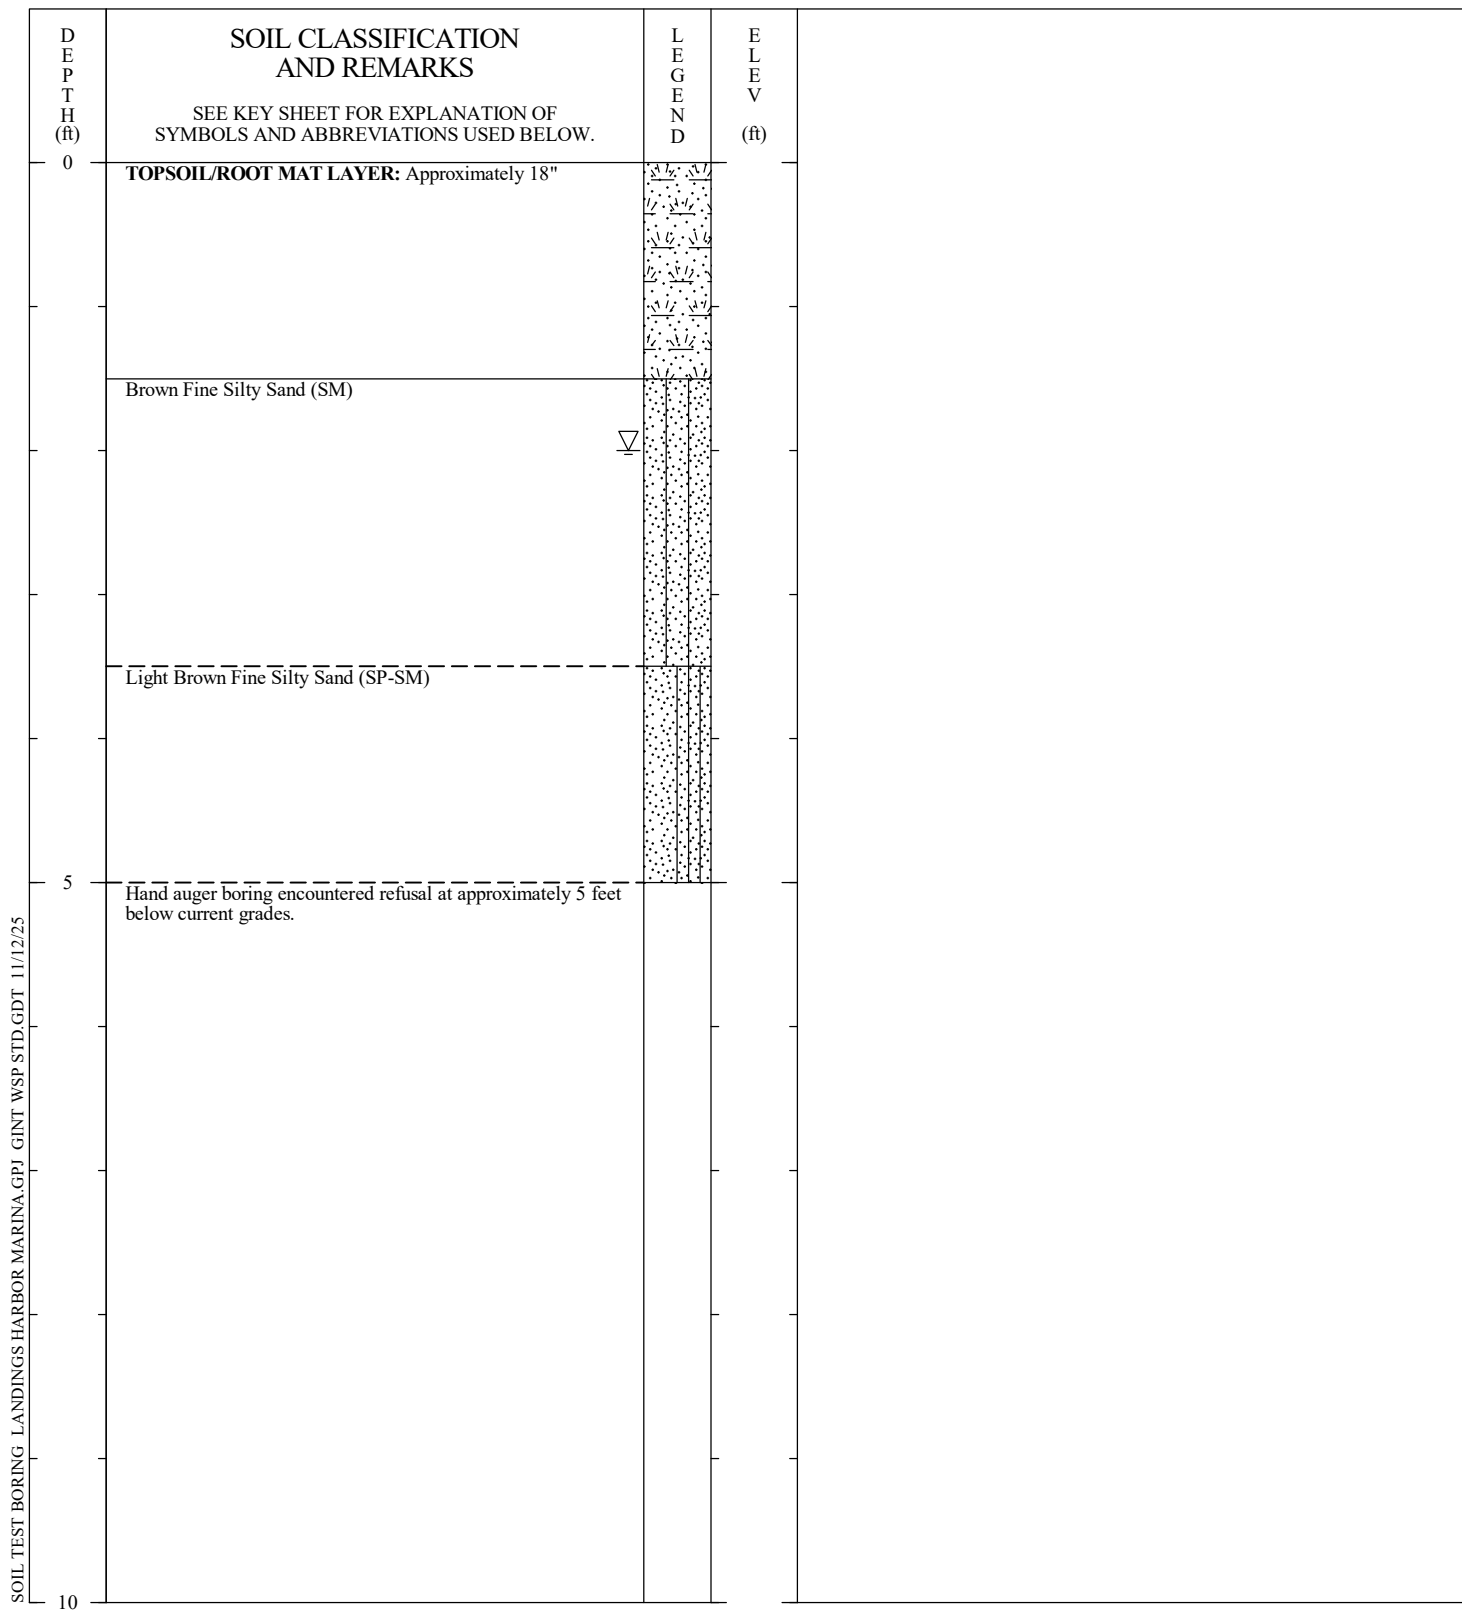 DEPTH
(ft)
SOIL CLASSIFICATION
AND REMARKS
SEE KEY SHEET FOR EXPLANATION OF
SYMBOLS AND ABBREVIATIONS USED BELOW.
LEGEND
ELEV
(ft)
0
TOPSOIL/ROOT MAT LAYER: Approximately 18"
Brown Fine Silty Sand (SM)
Light Brown Fine Silty Sand (SP-SM)
5
Hand auger boring encountered refusal at approximately 5 feet
below current grades.
10
SOIL TEST BORING LANDINGS HARBOR MARINA.GPJ GINT WSP STD.GDT 11/12/25